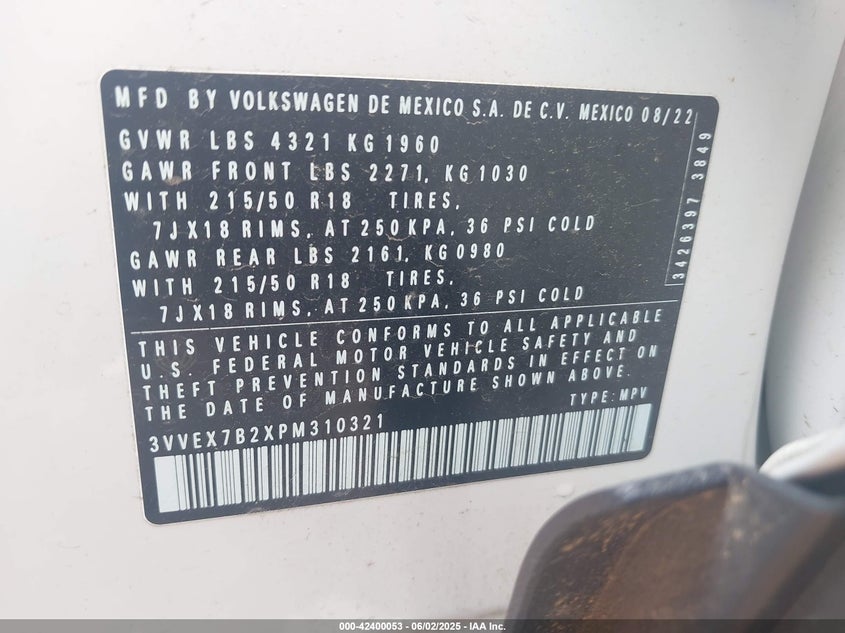 MFD BY VOLKSWAGEN DE MEXICO S.A. DE C.V. MEXICO 08/22
GVWR LBS 4321 KG 1960
GAWR FRONT LBS 2271, KG 1030
WITH 215/50 R18 TIRES,
7JX18 RIMS, AT 250 KPA, 36 PSI COLD
GAWR REAR LBS 2161, KG 0980
WITH 215/50 R18 TIRES,
7JX18 RIMS, AT 250 KPA, 36 PSI COLD
3426397 3849
THIS VEHICLE CONFORMS TO ALL APPLICABLE
U.S. FEDERAL MOTOR VEHICLE SAFETY AND
THEFT PREVENTION STANDARDS IN EFFECT ON
THE DATE OF MANUFACTURE SHOWN ABOVE.
3VVEX7B2XPM310321 TYPE: MPV
000-42400053 - 06/02/2025 - IAA Inc.